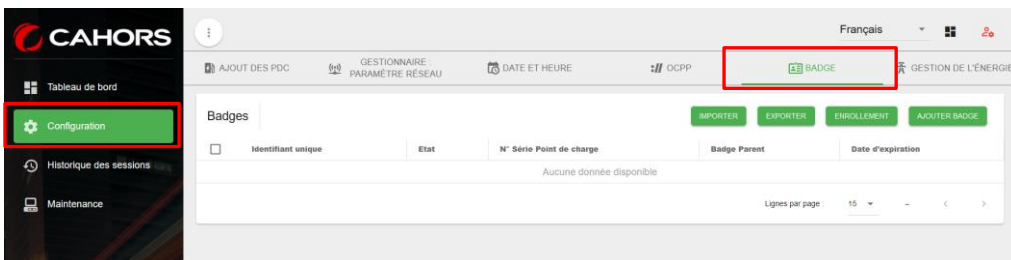 CAHORS
Français
AJOUT DES PDC
GESTIONNAIRE
PARAMÉTRE RÉSEAU
DATE ET HEURE
OCPP
BADGE
GESTION DE L'ÉNERGIE
Tableau de bord
Configuration
Historique des sessions
Maintenance
Badges
IMPORTER
EXPORTER
ENROLLEMENT
AJOUTER BADGE
Identifiant unique
Etat
N° Série Point de charge
Badge Parent
Date d'expiration
Aucune donnée disponible
Lignes par page
15
–